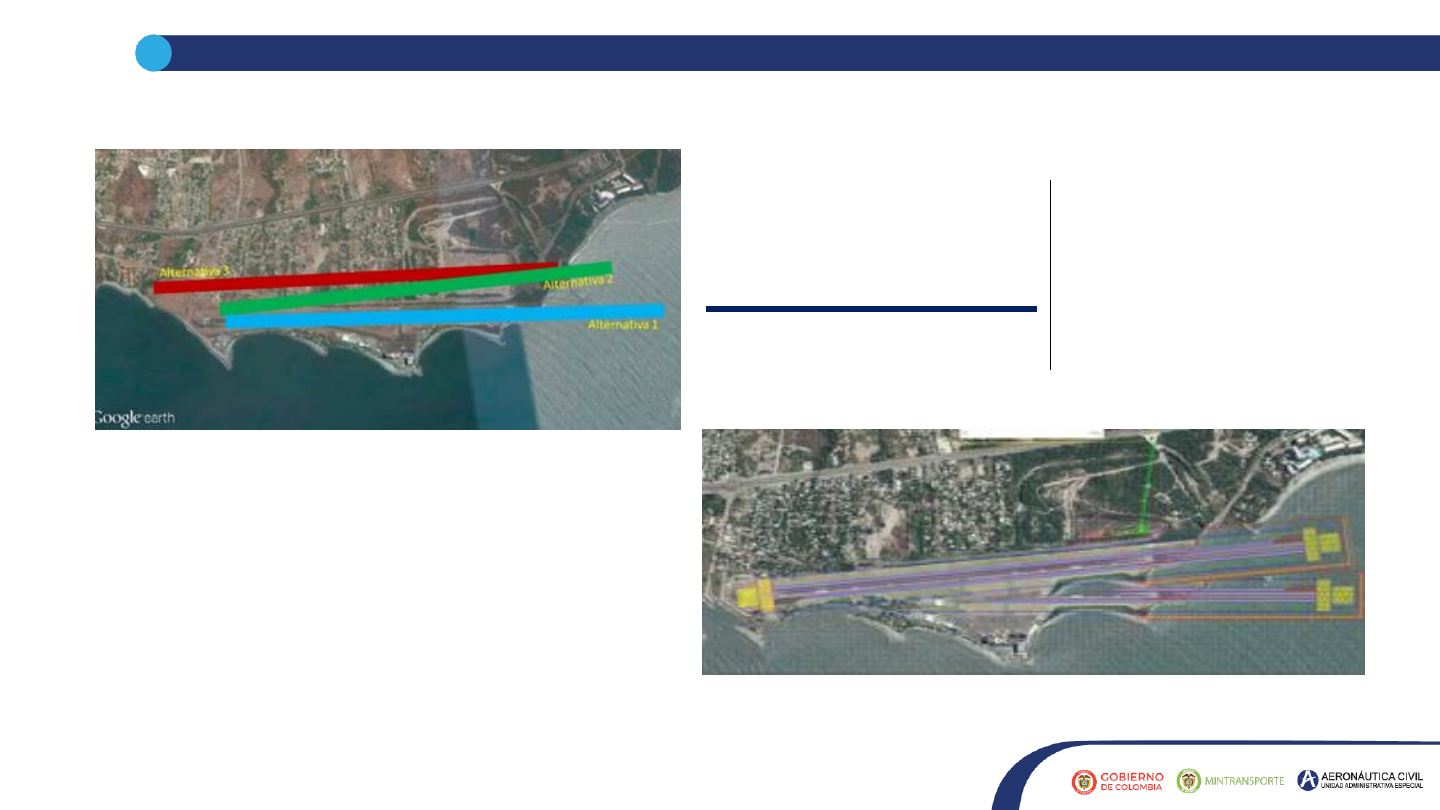 Alternativa 3
Alternativa 2
Alternativa 1
Google earth
GOBIERNO
DE COLOMBIA
MINTRANSPORTE
AERONÁUTICA CIVIL
UNIDAD ADMINISTRATIVA ESPECIAL